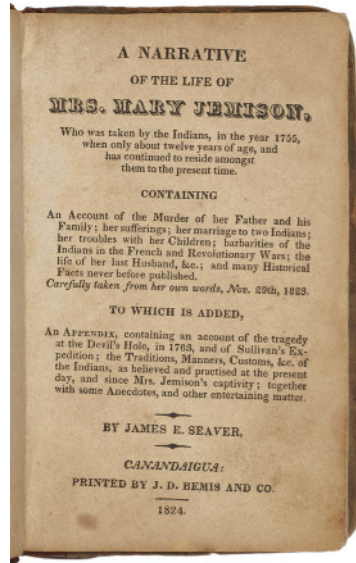 A NARRATIVE
OF THE LIFE OF
MRS. MARY JEMISON,
Who was taken by the Indians, in the year 1755,
when only about twelve years of age, and
has continued to reside amongst
them to the present time.
CONTAINING
An Account of the Murder of her Father and his
Family; her sufferings; her marriage to two Indians;
her troubles with her Children; barbarities of the
Indians in the French and Revolutionary Wars; the
life of her last Husband, &c.; and many Historical
Facts never before published.
Carefully taken from her own words, Nov. 29th, 1823.
TO WHICH IS ADDED,
An APPENDIX, containing an account of the tragedy
at the Devil's Hole, in 1763, and of Sullivan's Ex-
pedition; the Traditions, Manners, Customs, &c. of
the Indians, as believed and practised at the present
day, and since Mrs. Jemison's captivity; together
with some Anecdotes, and other entertaining matter.
BY JAMES E. SEAVER,
CANANDAIGUA:
PRINTED BY J. D. BEMIS AND CO.
1824.